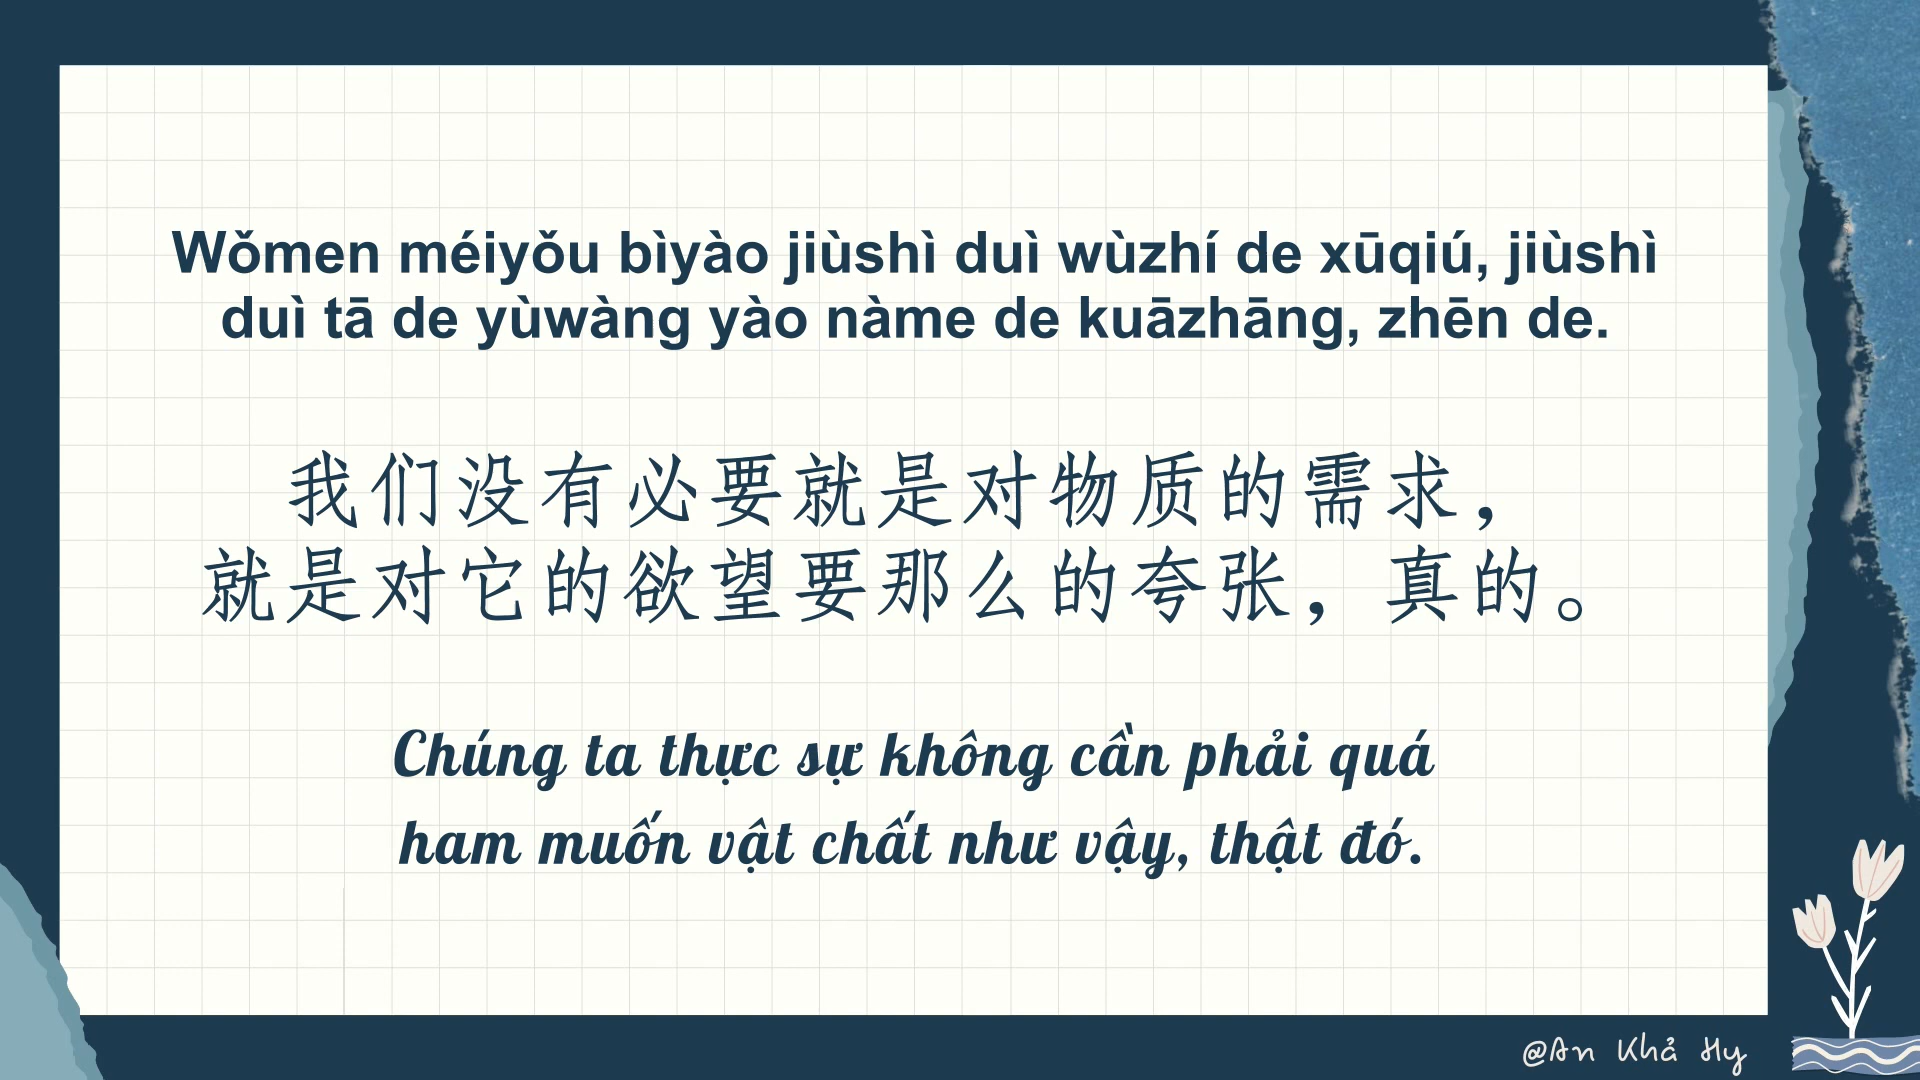 Wǒmen méiyǒu bìyào jiùshì duì wùzhí de xūqiú, jiùshì
duì tā de yùwàng yào nàme de kuāzhāng, zhēn de.
我们没有必要就是对物质的需求，
就是对它的欲望要那么的夸张，真的。
Chúng ta thực sự không cần phải quá
ham muốn vật chất như vậy, thật đó.
@An Khả Hy